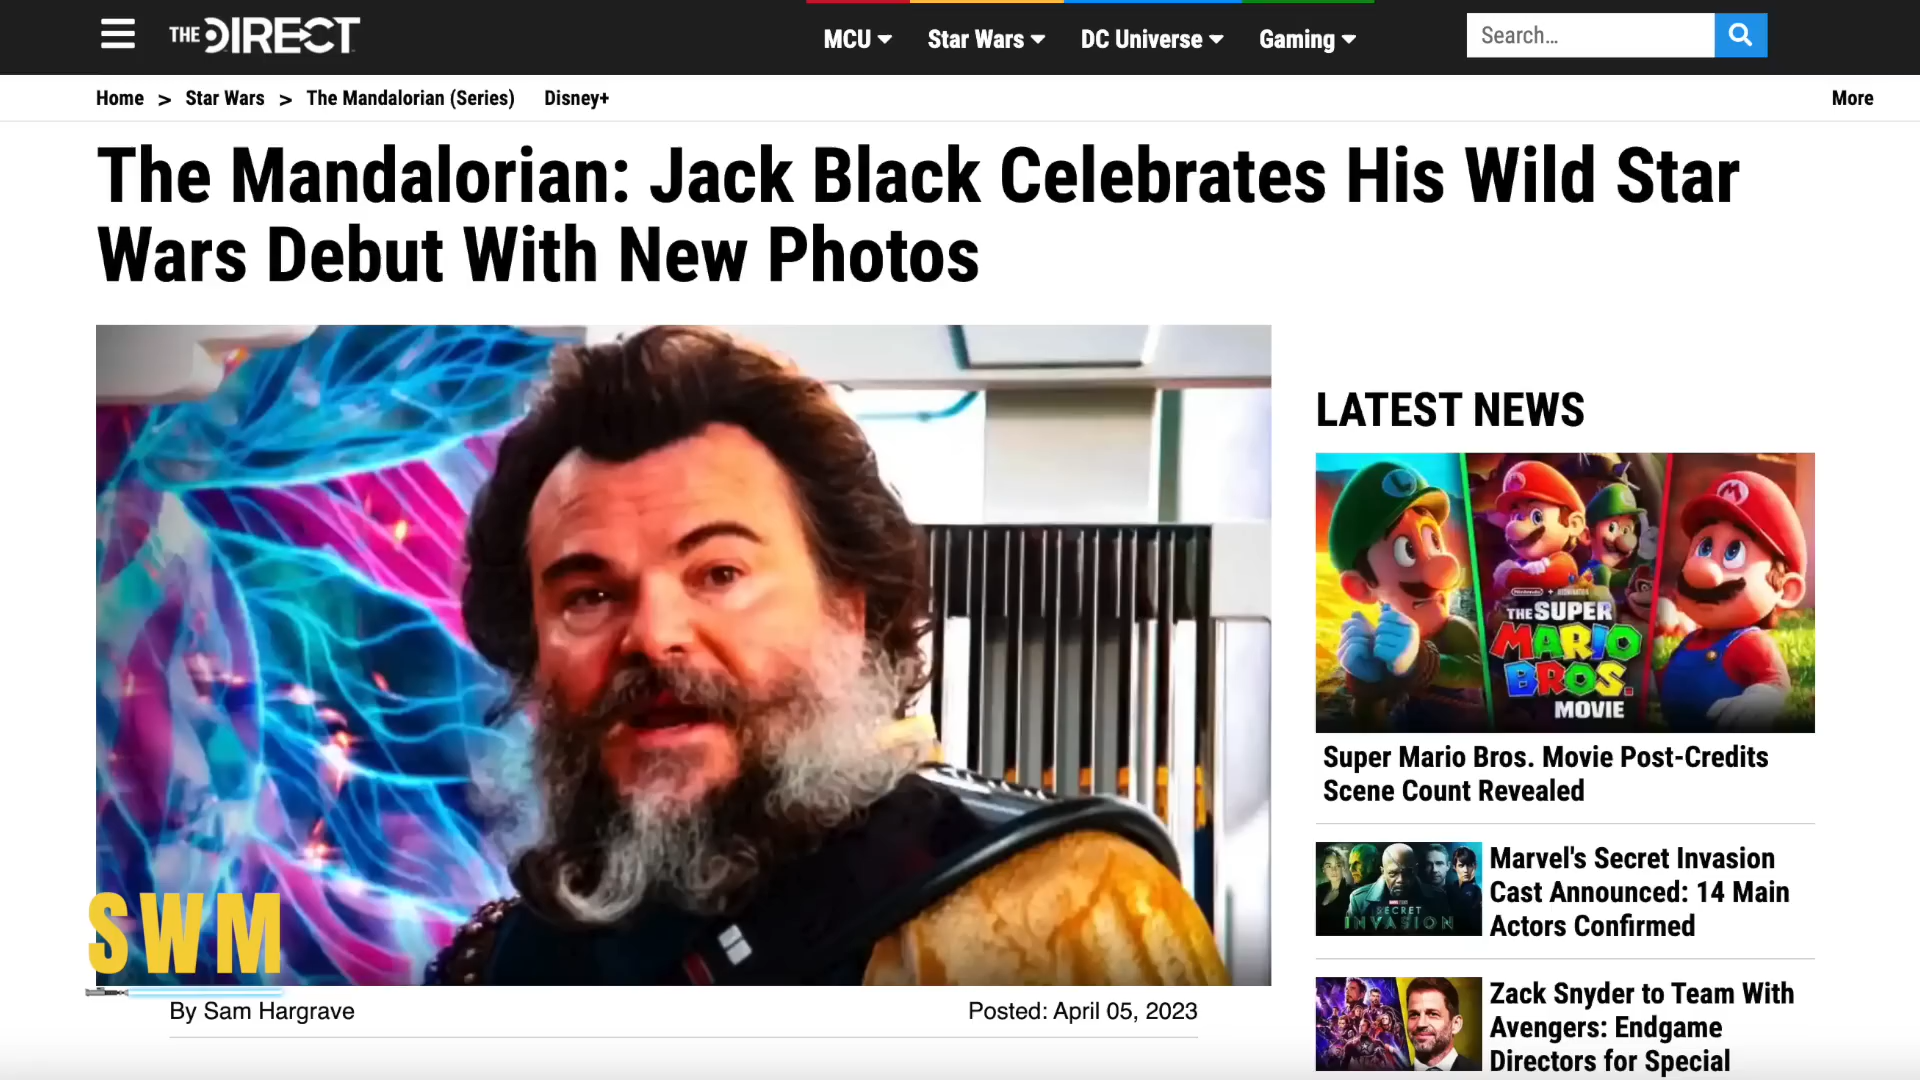 THE DIRECT
MCU
Star Wars
DC Universe
Gaming
Search...
Home > Star Wars > The Mandalorian (Series) Disney+
More
The Mandalorian: Jack Black Celebrates His Wild Star
Wars Debut With New Photos
LATEST NEWS
THE SUPER
MARIO
BROS.
MOVIE
Super Mario Bros. Movie Post-Credits
Scene Count Revealed
SECRET
INVASION
Marvel's Secret Invasion
Cast Announced: 14 Main
Actors Confirmed
Zack Snyder to Team With
Avengers: Endgame
Directors for Special
SWM
By Sam Hargrave
Posted: April 05, 2023